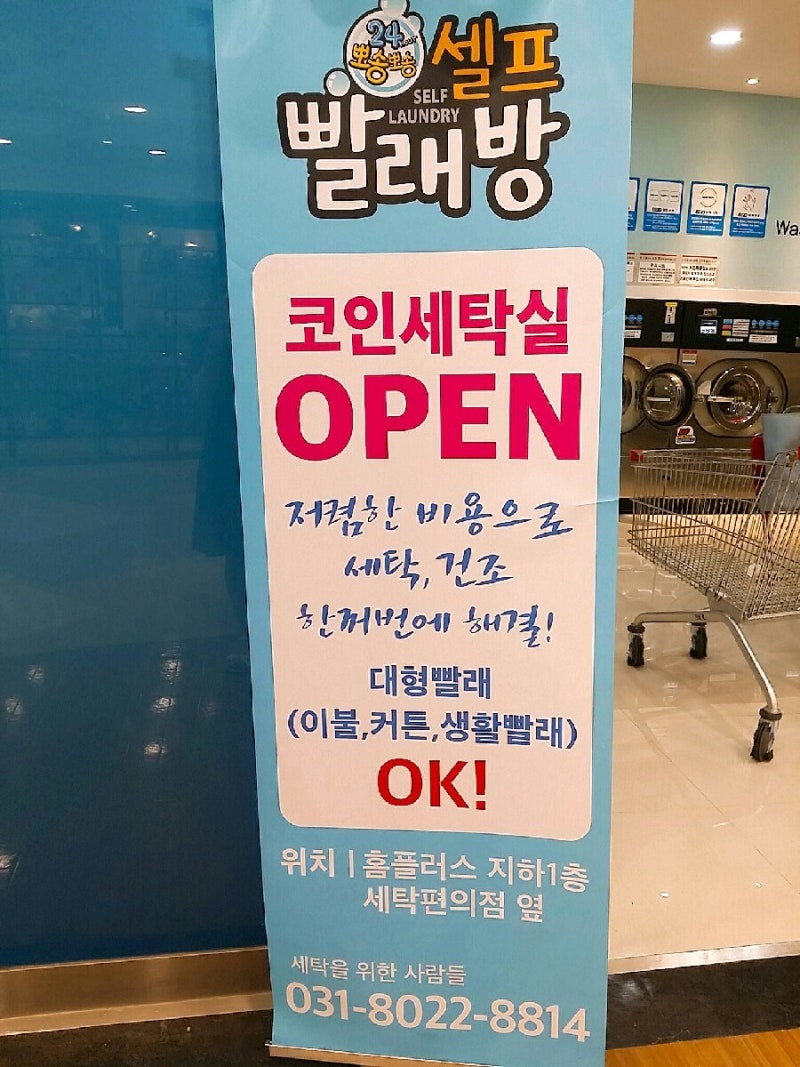 24
뽀송뽀송
셀프
SELF
LAUNDRY
빨래방
코인세탁실
OPEN
저렴한 비용으로
세탁,건조
한꺼번에 해결!
대형빨래
(이불,커튼,생활빨래)
OK!
위치 | 홈플러스 지하1층
세탁편의점 옆
세탁을 위한 사람들
031-8022-8814